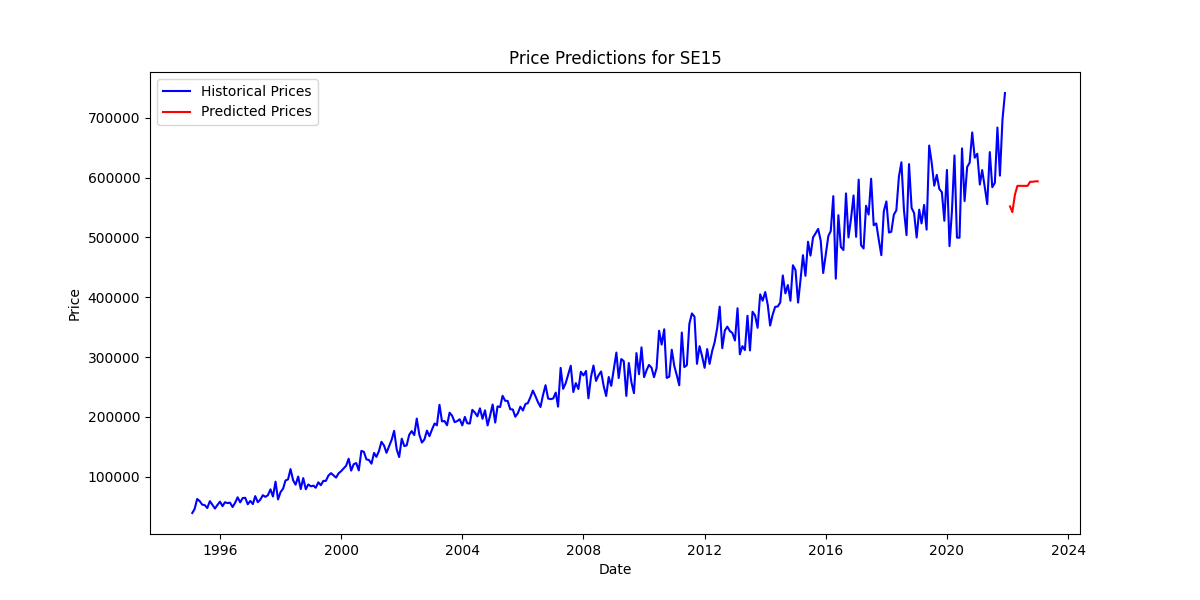 Price Predictions for SE15
Historical Prices
Predicted Prices
Price
700000
600000
500000
400000
300000
200000
100000
1996 2000 2004 2008 2012 2016 2020 2024
Date